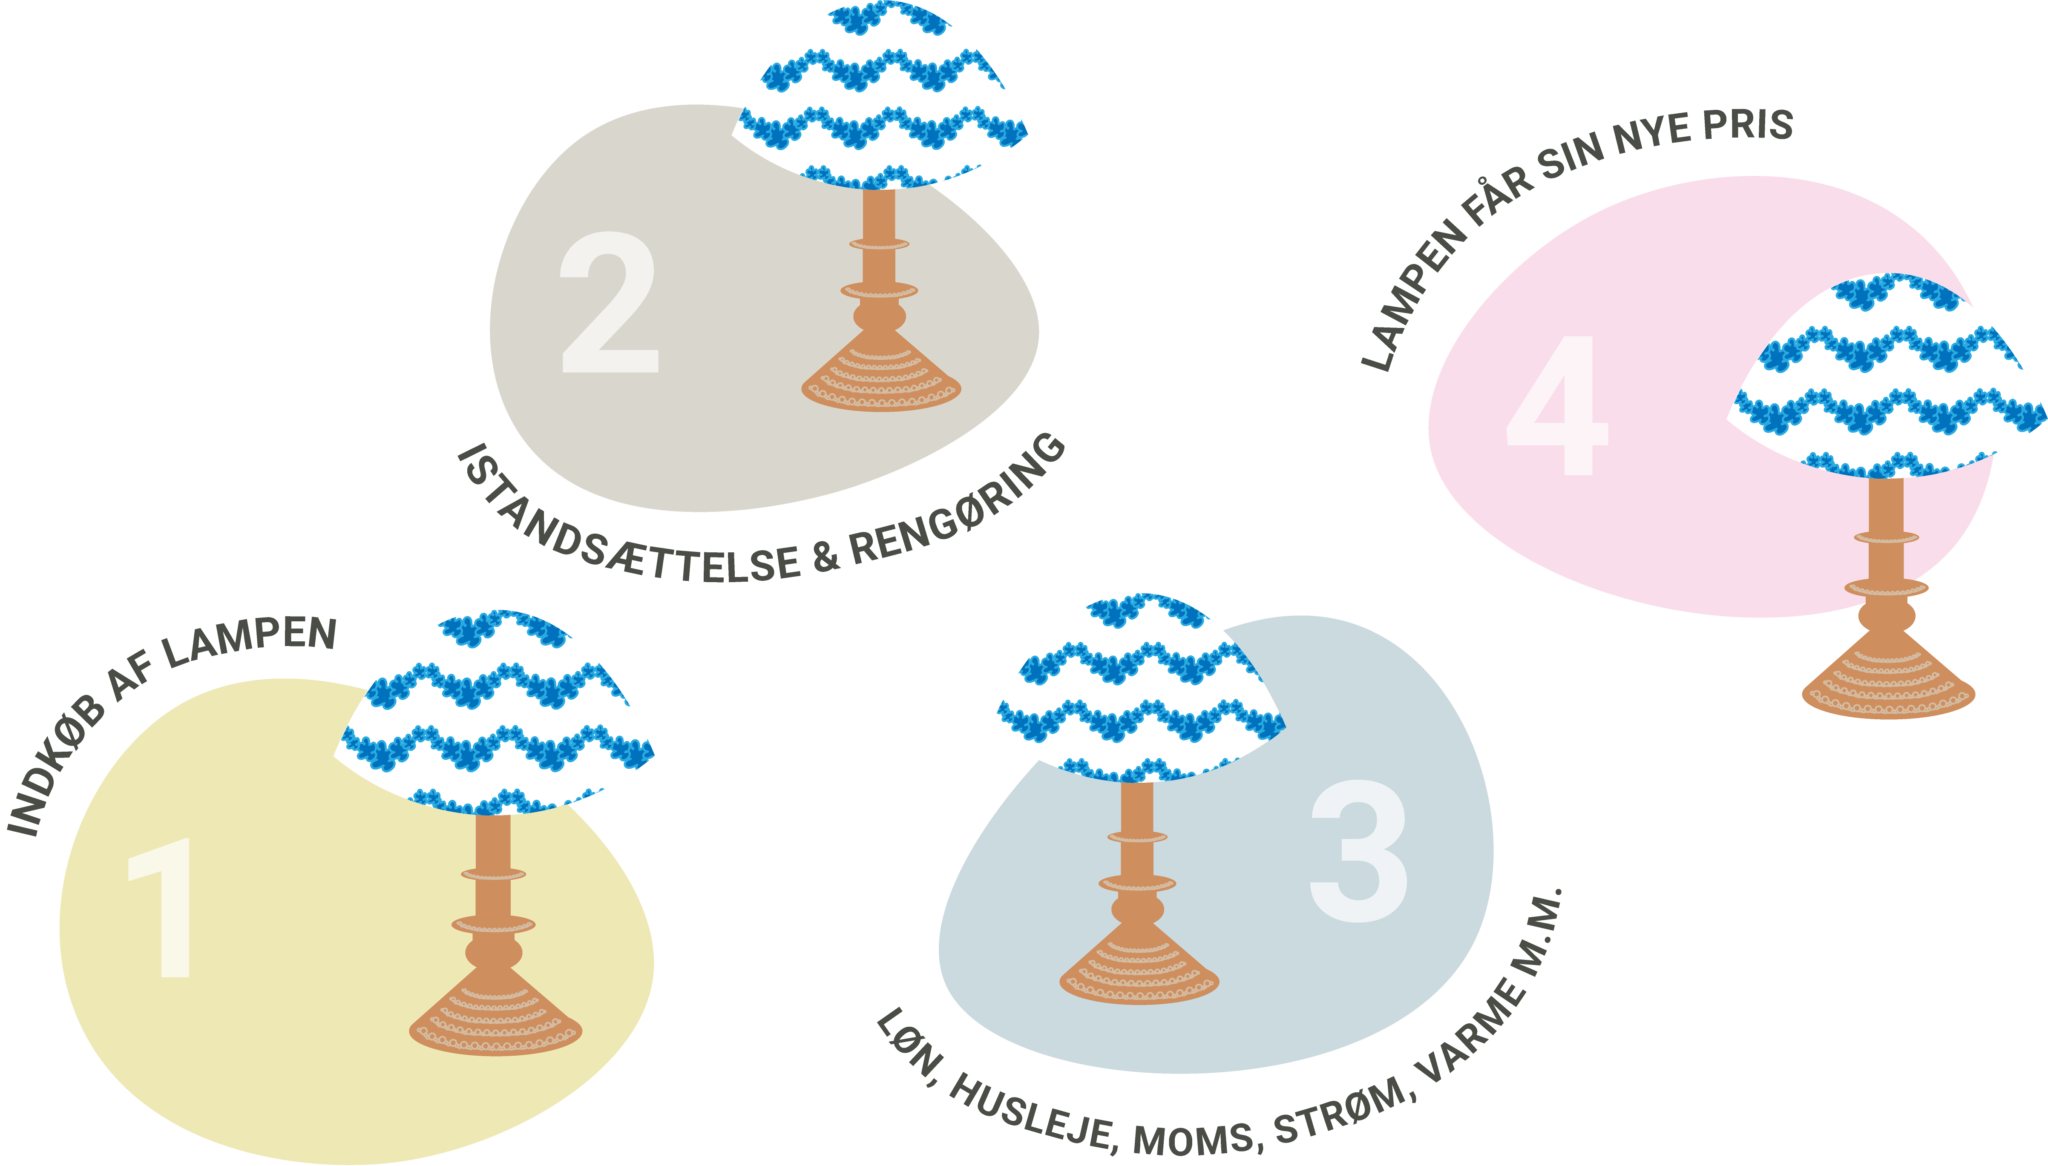 1
INDKØB AF LAMPEN
2
ISTANDSÆTTELSE & RENGØRING
3
LØN, HUSLEJE, MOMS, STRØM, VARME M.M.
4
LAMPEN FÅR SIN NYE PRIS